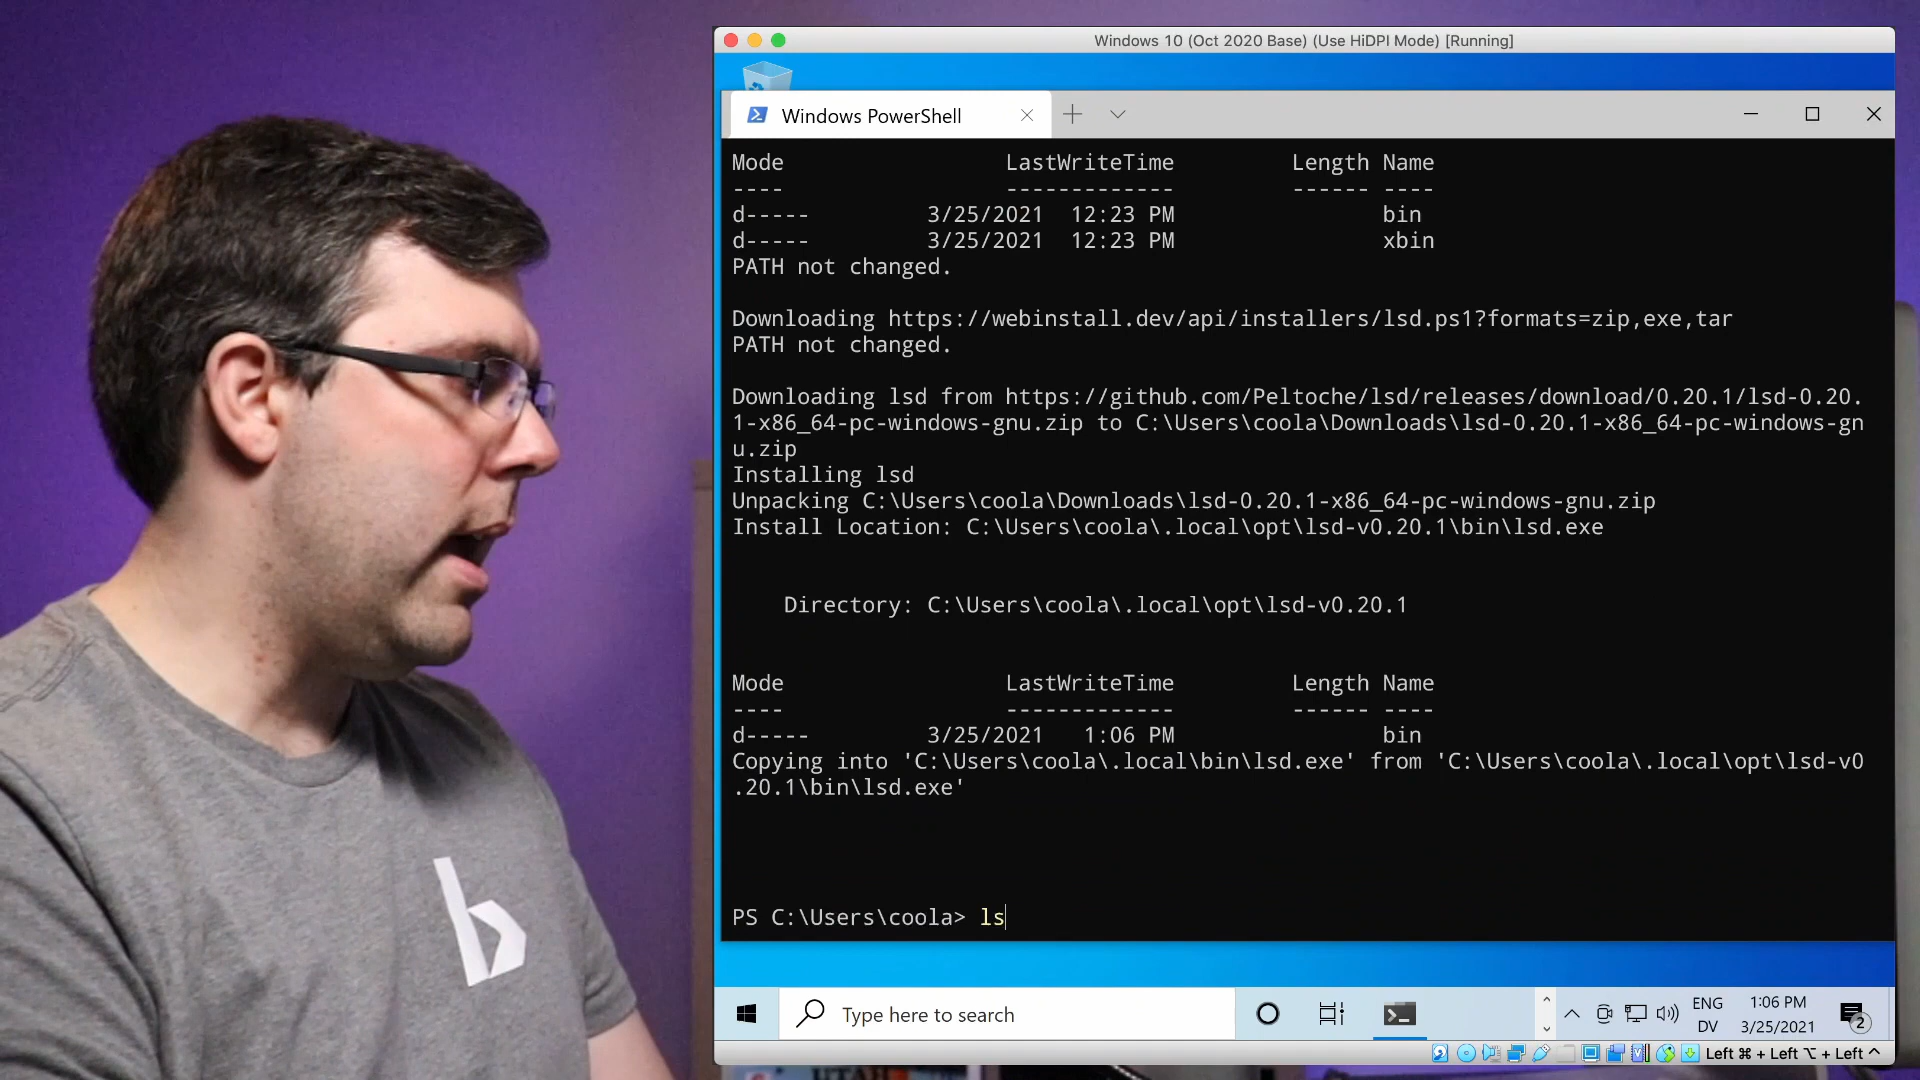 Windows 10 (Oct 2020 Base) (Use HiDPI Mode) [Running]
Windows PowerShell
Mode LastWriteTime Length Name
---- ------------- ------ ----
d----- 3/25/2021 12:23 PM bin
d----- 3/25/2021 12:23 PM xbin
PATH not changed.
Downloading https://webinstall.dev/api/installers/lsd.ps1?formats=zip,exe,tar
PATH not changed.
Downloading lsd from https://github.com/Peltoche/lsd/releases/download/0.20.1/lsd-0.20.
1-x86_64-pc-windows-gnu.zip to C:\Users\coola\Downloads\lsd-0.20.1-x86_64-pc-windows-gn
u.zip
Installing lsd
Unpacking C:\Users\coola\Downloads\lsd-0.20.1-x86_64-pc-windows-gnu.zip
Install Location: C:\Users\coola\.local\opt\lsd-v0.20.1\bin\lsd.exe
Directory: C:\Users\coola\.local\opt\lsd-v0.20.1
Mode LastWriteTime Length Name
---- ------------- ------ ----
d----- 3/25/2021 1:06 PM bin
Copying into 'C:\Users\coola\.local\bin\lsd.exe' from 'C:\Users\coola\.local\opt\lsd-v0
.20.1\bin\lsd.exe'
PS C:\Users\coola> ls
b
Type here to search
ENG
DV
1:06 PM
3/25/2021
2
Left ⌘ + Left ⌥ + Left ^